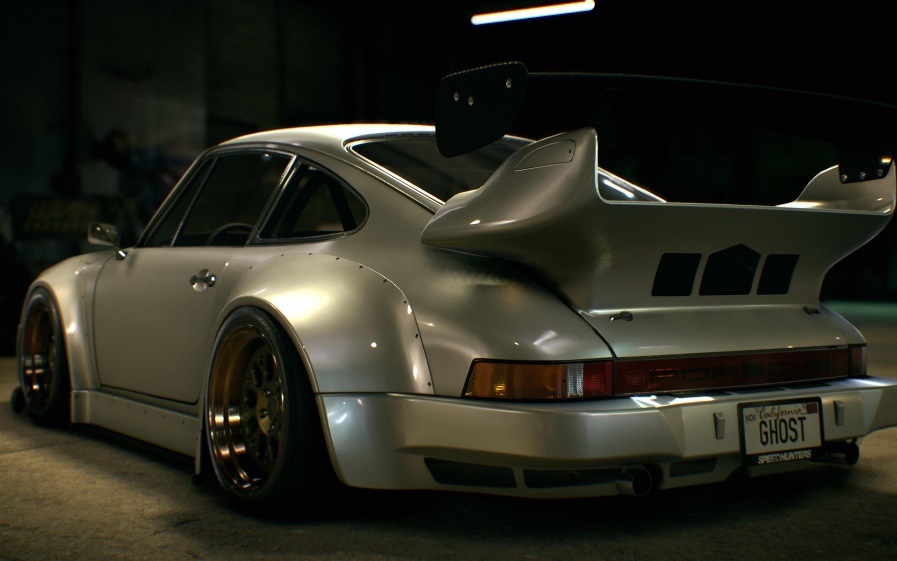 PORSCHE
NOV California
GHOST
SPEEDHUNTERS